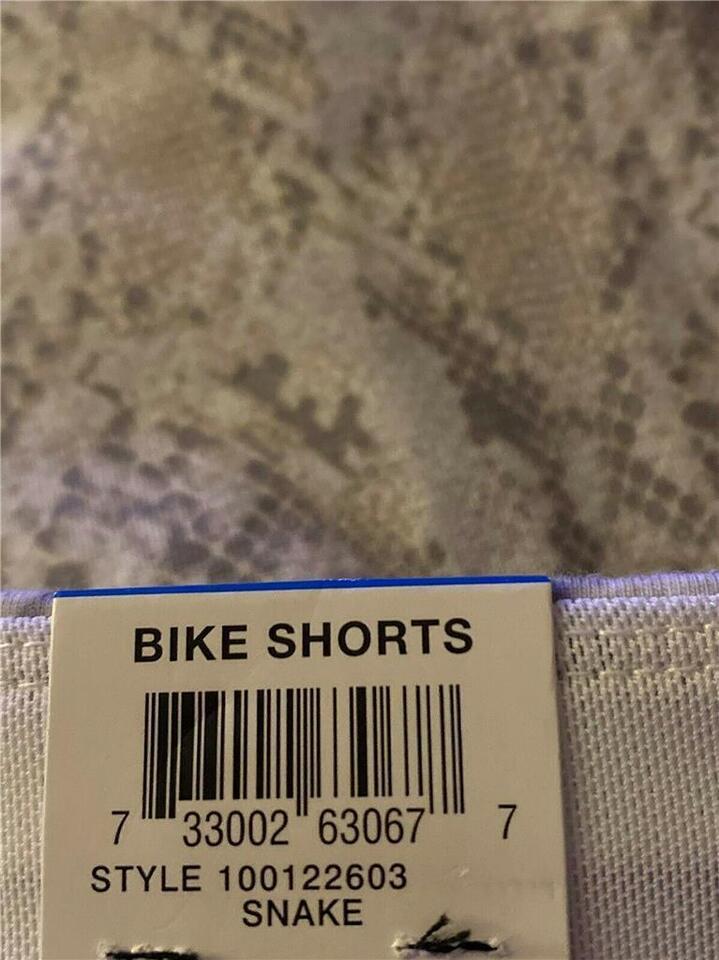 BIKE SHORTS
7 33002 63067 7
STYLE 100122603
SNAKE